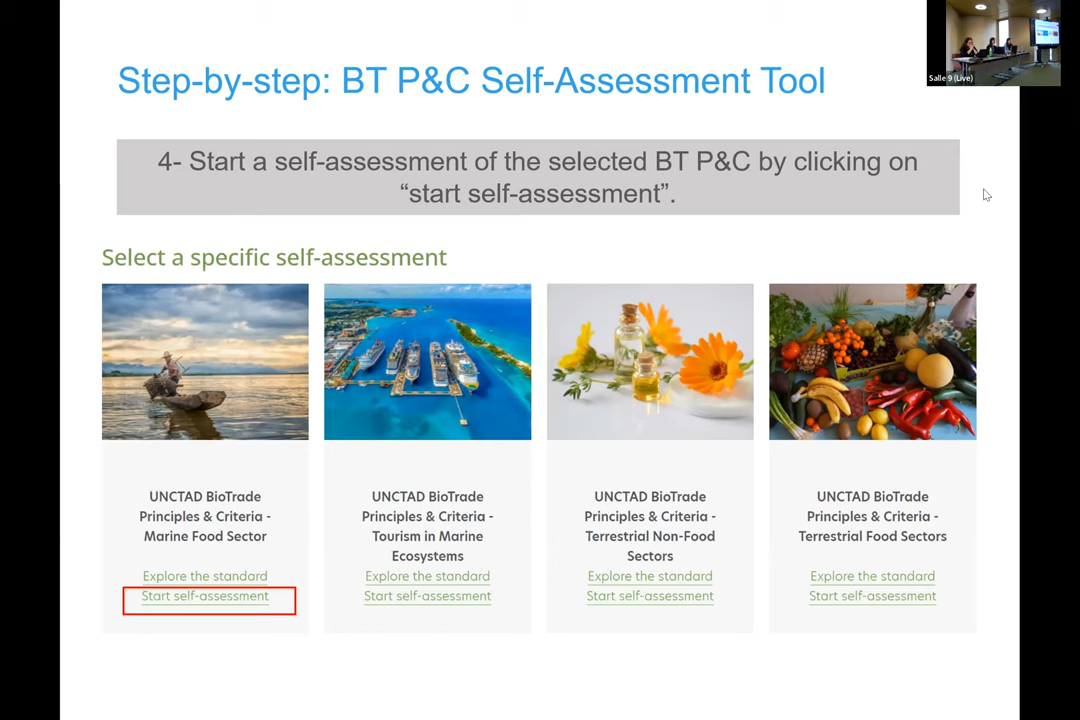 Salle 9 (Live)
Step-by-step: BT P&C Self-Assessment Tool
4- Start a self-assessment of the selected BT P&C by clicking on
“start self-assessment”.
Select a specific self-assessment
UNCTAD BioTrade
Principles & Criteria -
Marine Food Sector
Explore the standard
Start self-assessment
UNCTAD BioTrade
Principles & Criteria -
Tourism in Marine
Ecosystems
Explore the standard
Start self-assessment
UNCTAD BioTrade
Principles & Criteria -
Terrestrial Non-Food
Sectors
Explore the standard
Start self-assessment
UNCTAD BioTrade
Principles & Criteria -
Terrestrial Food Sectors
Explore the standard
Start self-assessment